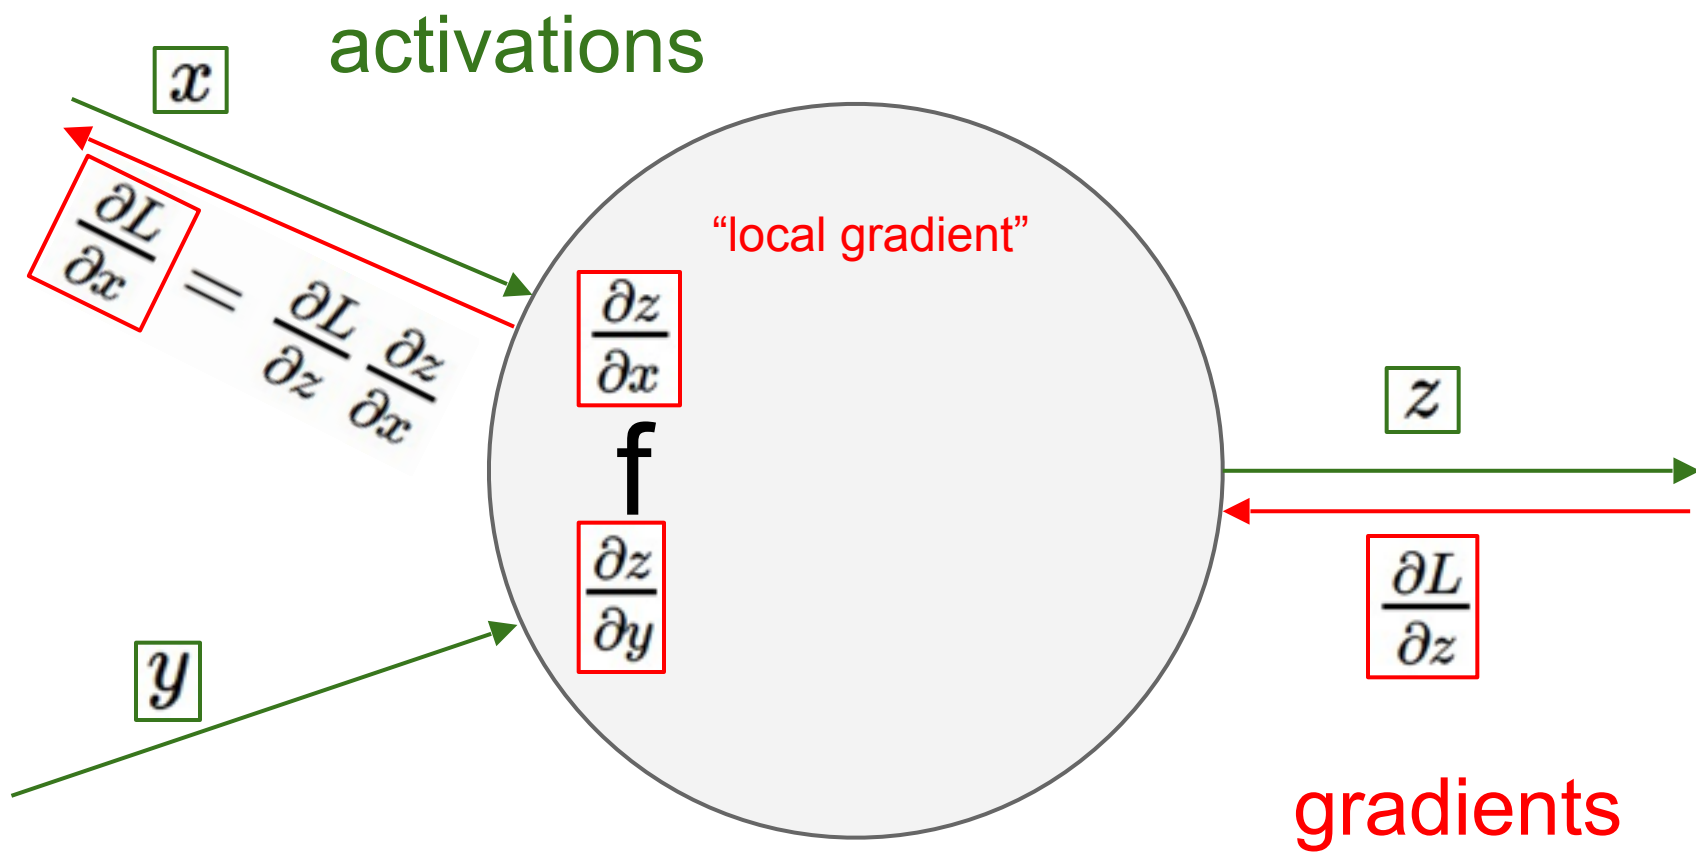 activations
x
∂L/∂x = ∂L/∂z ∂z/∂x
“local gradient”
∂z/∂x
f
∂z/∂y
y
z
∂L/∂z
gradients